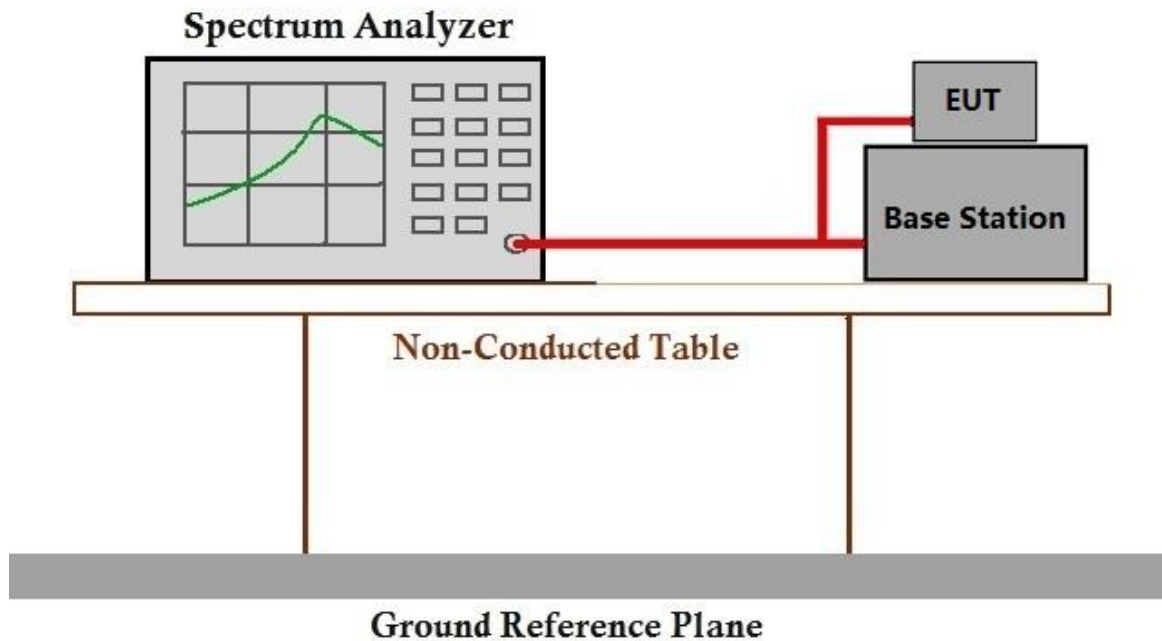 Spectrum Analyzer
EUT
Base Station
Non-Conducted Table
Ground Reference Plane